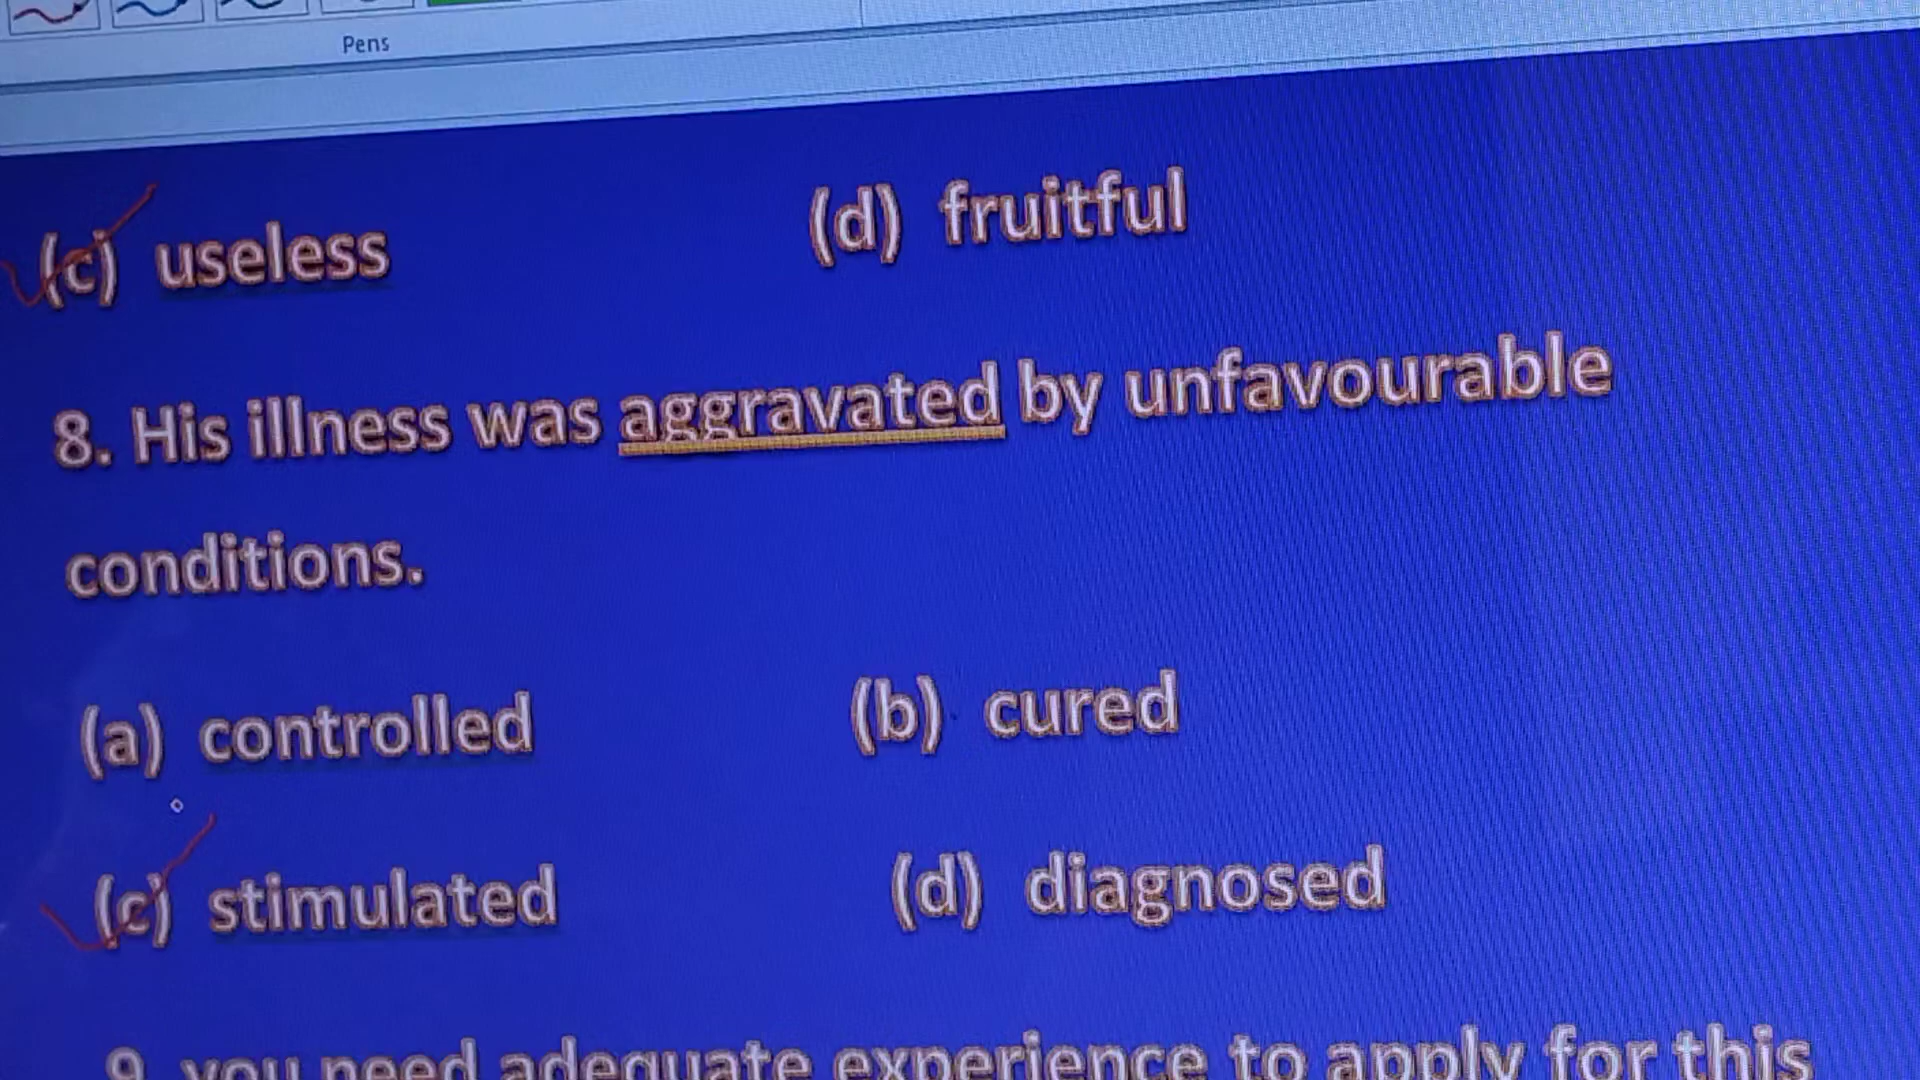 Pens
(c) useless (d) fruitful
8. His illness was aggravated by unfavourable
conditions.
(a) controlled (b) cured
(c) stimulated (d) diagnosed
9. you need adequate experience to apply for this